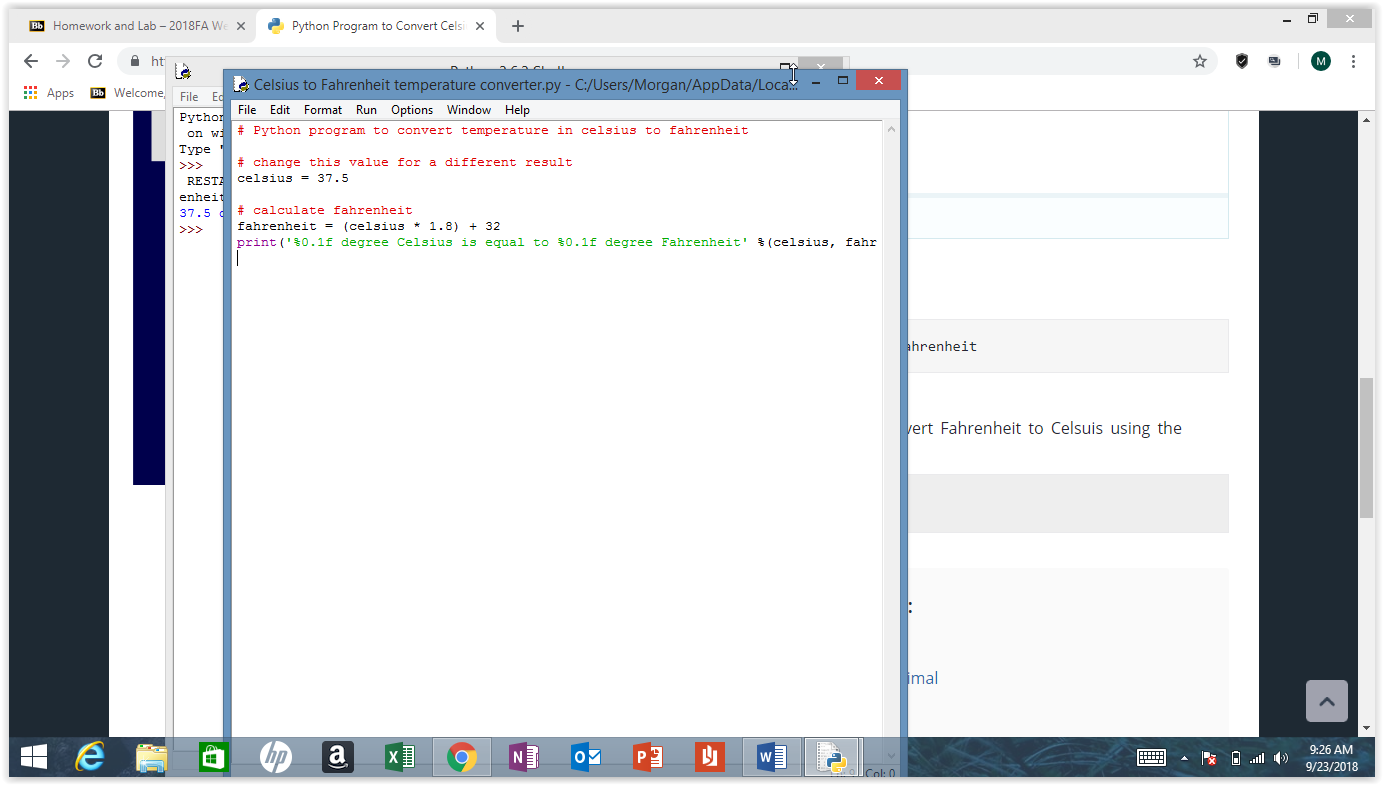 Homework and Lab – 2018FA We
Python Program to Convert Celsi
M
Apps
Welcome,
File
Python
on wi
Type "
>>>
RESTA
enheit
37.5
>>>
Celsius to Fahrenheit temperature converter.py - C:/Users/Morgan/AppData/Loca...
File Edit Format Run Options Window Help
# Python program to convert temperature in celsius to fahrenheit
# change this value for a different result
celsius = 37.5
# calculate fahrenheit
fahrenheit = (celsius * 1.8) + 32
print('%0.1f degree Celsius is equal to %0.1f degree Fahrenheit' %(celsius, fahr
ahrenheit
vert Fahrenheit to Celsuis using the
:
imal
Col: 0
9:26 AM
9/23/2018